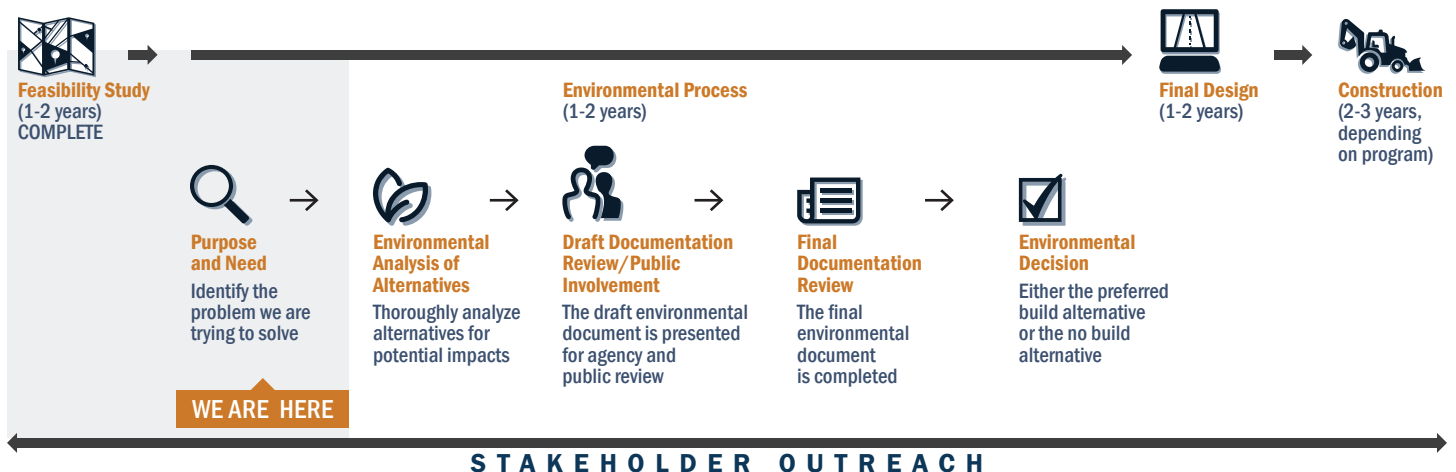 Feasibility Study
(1-2 years)
COMPLETE
Environmental Process
(1-2 years)
Final Design
(1-2 years)
Construction
(2-3 years,
depending
on program)
Purpose
and Need
Identify the
problem we are
trying to solve
Environmental
Analysis of
Alternatives
Thoroughly analyze
alternatives for
potential impacts
Draft Documentation
Review/Public
Involvement
The draft environmental
document is presented
for agency and
public review
Final
Documentation
Review
The final
environmental
document
is completed
Environmental
Decision
Either the preferred
build alternative
or the no build
alternative
WE ARE HERE
STAKEHOLDER OUTREACH